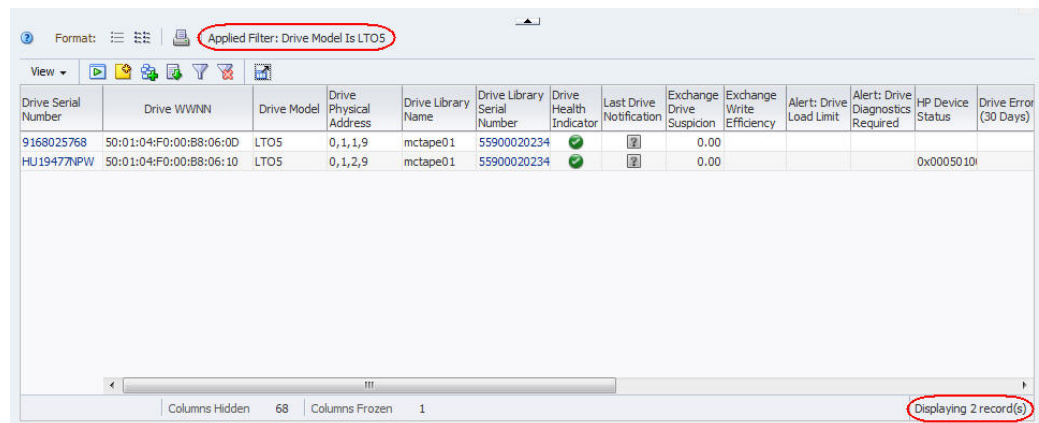 Format: Applied Filter: Drive Model Is LTO5
View
Drive Serial Number Drive WWNN Drive Model Drive Physical Address Drive Library Name Drive Library Serial Number Drive Health Indicator Last Drive Notification Exchange Drive Suspicion Exchange Write Efficiency Alert: Drive Load Limit Alert: Drive Diagnostics Required HP Device Status Drive Error (30 Days)
9168025768 50:01:04:F0:00:B8:06:0D LTO5 0,1,1,9 mctape01 55900020234 ? 0.00
HU19477NPW 50:01:04:F0:00:B8:06:10 LTO5 0,1,2,9 mctape01 55900020234 ? 0.00 0x0005010
Columns Hidden 68 Columns Frozen 1 Displaying 2 record(s)